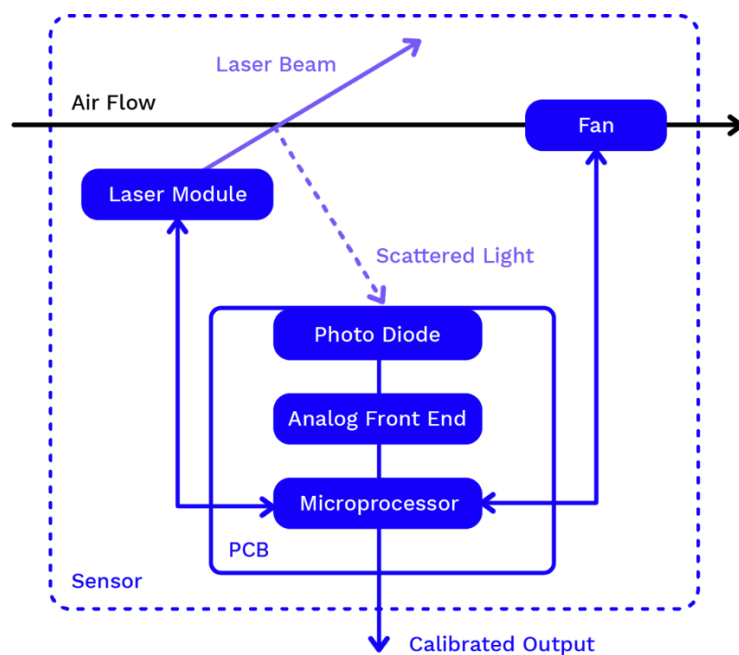 Laser Beam
Air Flow
Fan
Laser Module
Scattered Light
Photo Diode
Analog Front End
Microprocessor
PCB
Sensor
Calibrated Output